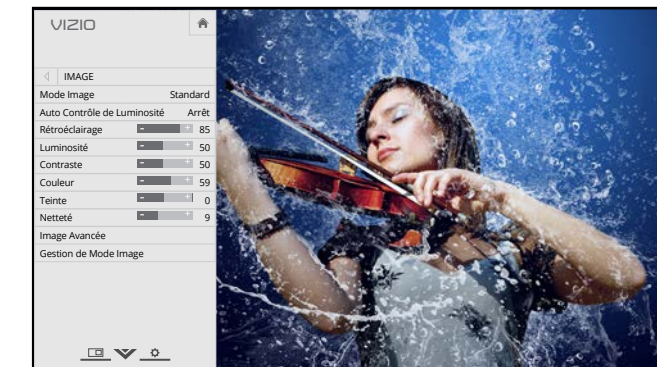 VIZIO
IMAGE
Mode Image Standard
Auto Contrôle de Luminosité Arrêt
Rétroéclairage - + 85
Luminosité - + 50
Contraste - + 50
Couleur - + 59
Teinte - + 0
Netteté - + 9
Image Avancée
Gestion de Mode Image